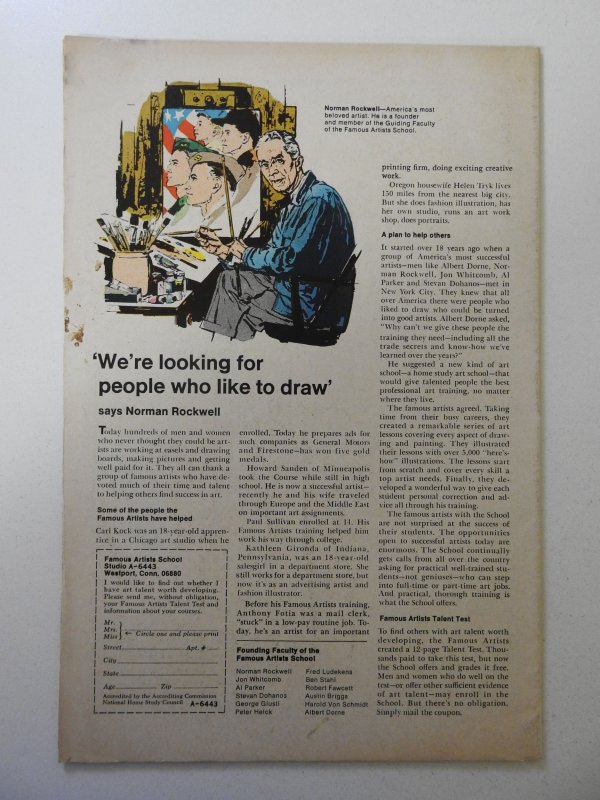 Norman Rockwell—America's most
beloved artist. He is a founder
and member of the Guiding Faculty
of the Famous Artists School.
'We're looking for
people who like to draw'
says Norman Rockwell
Today hundreds of men and women
who never thought they could be art-
ists are working at easels and drawing
boards, making pictures and getting
well paid for it. They all can thank a
group of famous artists who have de-
voted much of their time and talent
to helping others find success in art.
Some of the people the
Famous Artists have helped
Carl Kock was an 18-year-old appren-
tice in a Chicago art studio when he
enrolled. Today he prepares ads for
such companies as General Motors
and Firestone—has won five gold
medals.
Howard Sanden of Minneapolis
took the Course while still in high
school. He is now a successful artist—
recently he and his wife traveled
through Europe and the Middle East
on important art assignments.
Paul Sullivan enrolled at 14. His
Famous Artists training helped him
work his way through college.
Kathleen Gironda of Indiana,
Pennsylvania, was an 18-year-old
salesgirl in a department store. She
still works for a department store, but
now it's as an advertising artist and
fashion illustrator.
Before his Famous Artists training,
Anthony Fotia was a mail clerk,
"stuck" in a low-pay routine job. To-
day, he's an artist for an important
printing firm, doing exciting creative
work.
Oregon housewife Helen Tryk lives
150 miles from the nearest big city.
But she does fashion illustration, has
her own studio, runs an art work
shop, does portraits.
A plan to help others
It started over 18 years ago when a
group of America's most successful
artists—men like Albert Dorne, Nor-
man Rockwell, Jon Whitcomb, Al
Parker and Stevan Dohanos—met in
New York City. They knew that all
over America there were people who
liked to draw who could be turned
into good artists. Albert Dorne asked,
"Why can't we give these people the
training they need—including all the
trade secrets and know-how we've
learned over the years?"
He suggested a new kind of art
school—a home study art school—that
would give talented people the best
professional art training, no matter
where they live.
The famous artists agreed. Taking
time from their busy careers, they
created a remarkable series of art
lessons covering every aspect of draw-
ing and painting. They illustrated
their lessons with over 5,000 "here's-
how" illustrations. The lessons start
from scratch and cover every skill a
top artist needs. Finally, they de-
veloped a wonderful way to give each
student personal correction and ad-
vice all through his training.
The famous artists with the School
are not surprised at the success of
their students. The opportunities
open to successful artists today are
enormous. The School continually
gets calls from all over the country
asking for practical well-trained stu-
dents—not geniuses—who can step
into full-time or part-time art jobs.
And practical, thorough training is
what the School offers.
Famous Artists Talent Test
To find others with art talent worth
developing, the Famous Artists
created a 12-page Talent Test. Thou-
sands paid to take this test, but now
the School offers and grades it free.
Men and women who do well on the
test—or offer other sufficient evidence
of art talent—may enroll in the
School. But there's no obligation.
Simply mail the coupon.
Famous Artists School
Studio A-6443
Westport, Conn. 06880
I would like to find out whether I
have art talent worth developing.
Please send me, without obligation,
your Famous Artists Talent Test and
information about your courses.
Mr.
Mrs.
Miss
← Circle one and please print
Street Apt. #
City
State
Age Zip
Accredited by the Accrediting Commission
National Home Study Council A-6443
Founding Faculty of the
Famous Artists School
Norman Rockwell
Jon Whitcomb
Al Parker
Stevan Dohanos
George Giusti
Peter Helck
Fred Ludekens
Ben Stahl
Robert Fawcett
Austin Briggs
Harold Von Schmidt
Albert Dorne